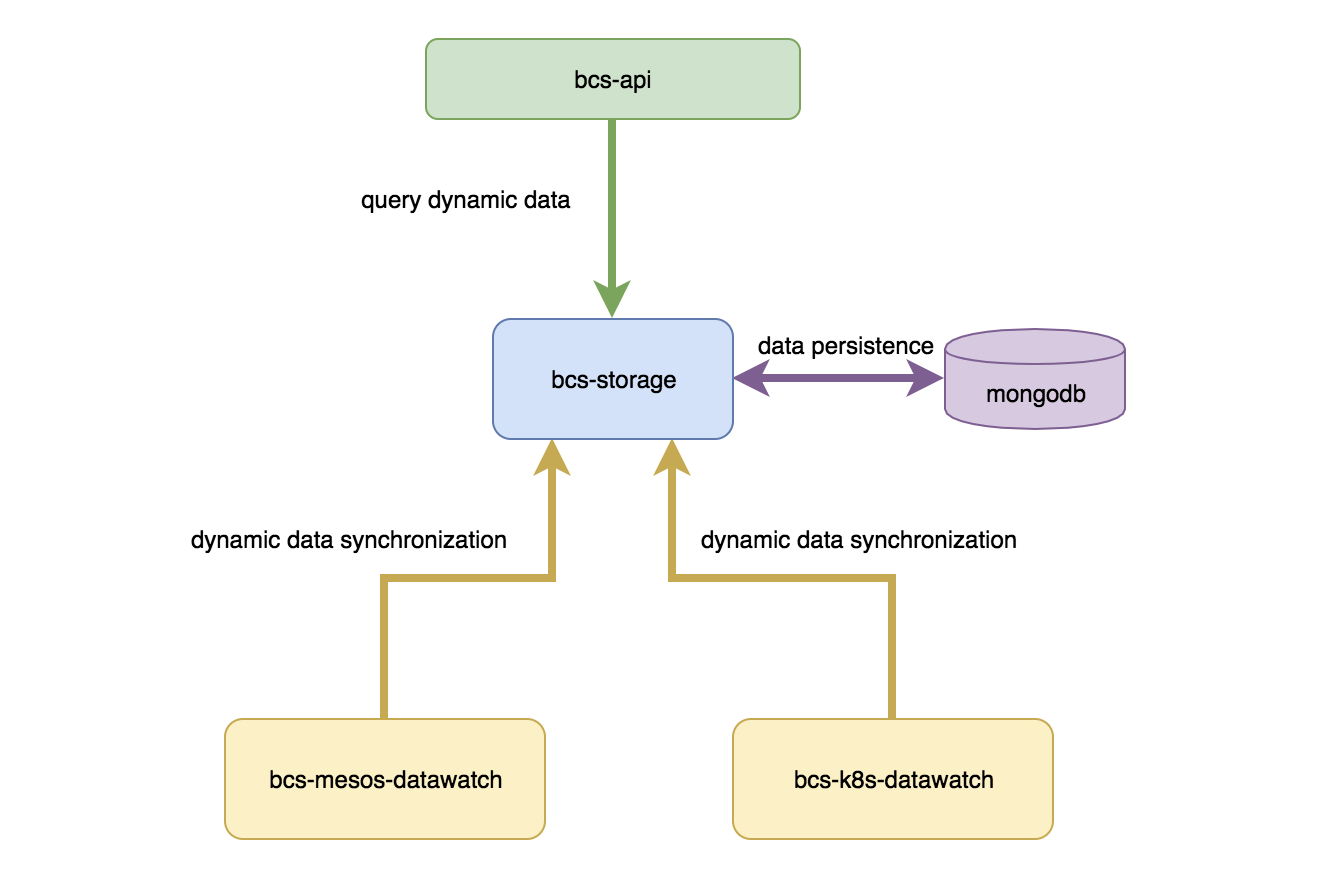 bcs-api
query dynamic data
data persistence
bcs-storage
mongodb
dynamic data synchronization
dynamic data synchronization
bcs-mesos-datawatch
bcs-k8s-datawatch